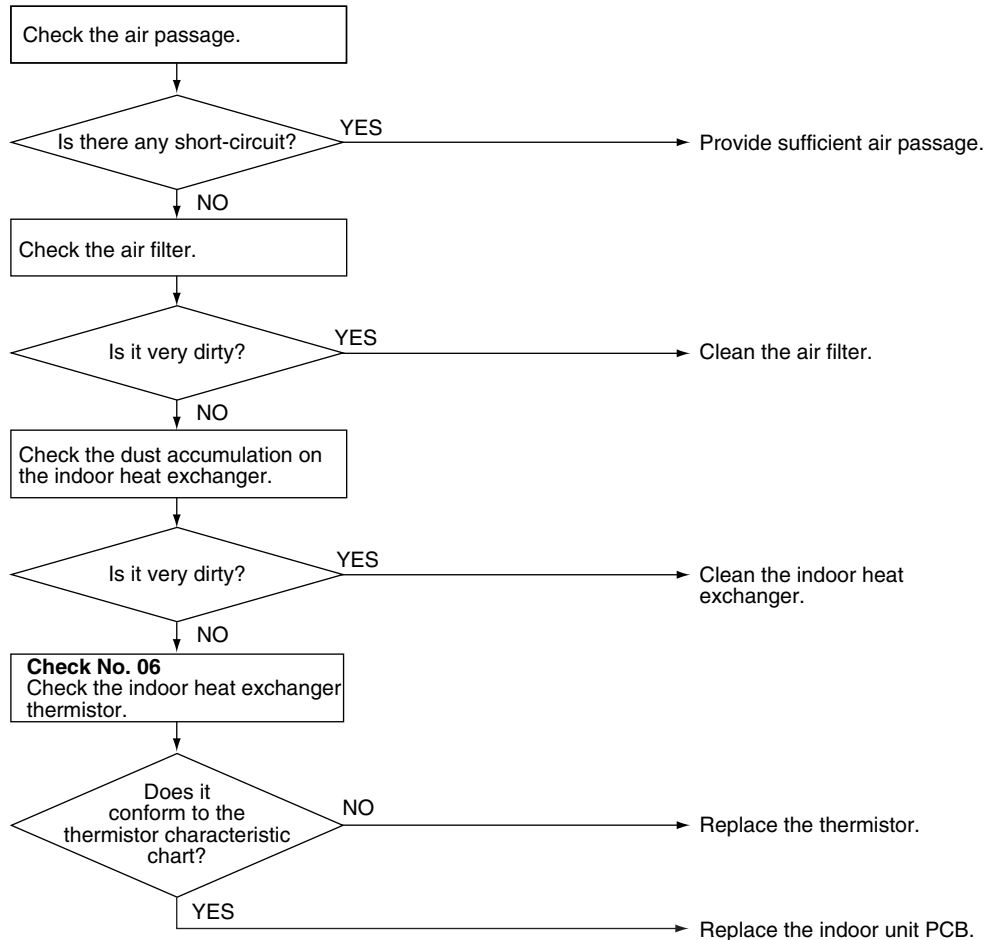 Check the air passage.
Is there any short-circuit?
YES
Provide sufficient air passage.
NO
Check the air filter.
Is it very dirty?
YES
Clean the air filter.
NO
Check the dust accumulation on
the indoor heat exchanger.
Is it very dirty?
YES
Clean the indoor heat
exchanger.
NO
Check No. 06
Check the indoor heat exchanger
thermistor.
Does it
conform to the
thermistor characteristic
chart?
NO
Replace the thermistor.
YES
Replace the indoor unit PCB.